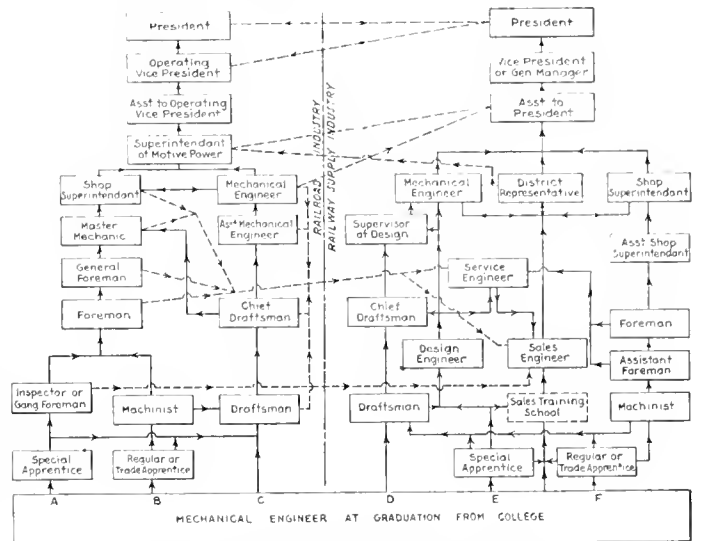 President
President
Operating
Vice President
Vice President
or Gen Manager
Asst to Operating
Vice President
Asst to
President
Superintendant
of Motive Power
RAILROAD INDUSTRY
RAILWAY SUPPLY INDUSTRY
Shop
Superintendant
Mechanical
Engineer
Mechanical
Engineer
District
Representative
Shop
Superintendant
Master
Mechanic
Asst Mechanical
Engineer
Supervisor
of Design
Asst Shop
Superintendant
General
Foreman
Service
Engineer
Foreman
Chief
Draftsman
Chief
Draftsman
Foreman
Design
Engineer
Sales
Engineer
Assistant
Foreman
Inspector or
Gang Foreman
Machinist
Draftsman
Draftsman
Sales Training
School
Machinist
Special
Apprentice
Regular or
Trade Apprentice
Special
Apprentice
Regular or
Trade Apprentice
A B C D E F
MECHANICAL ENGINEER AT GRADUATION FROM COLLEGE